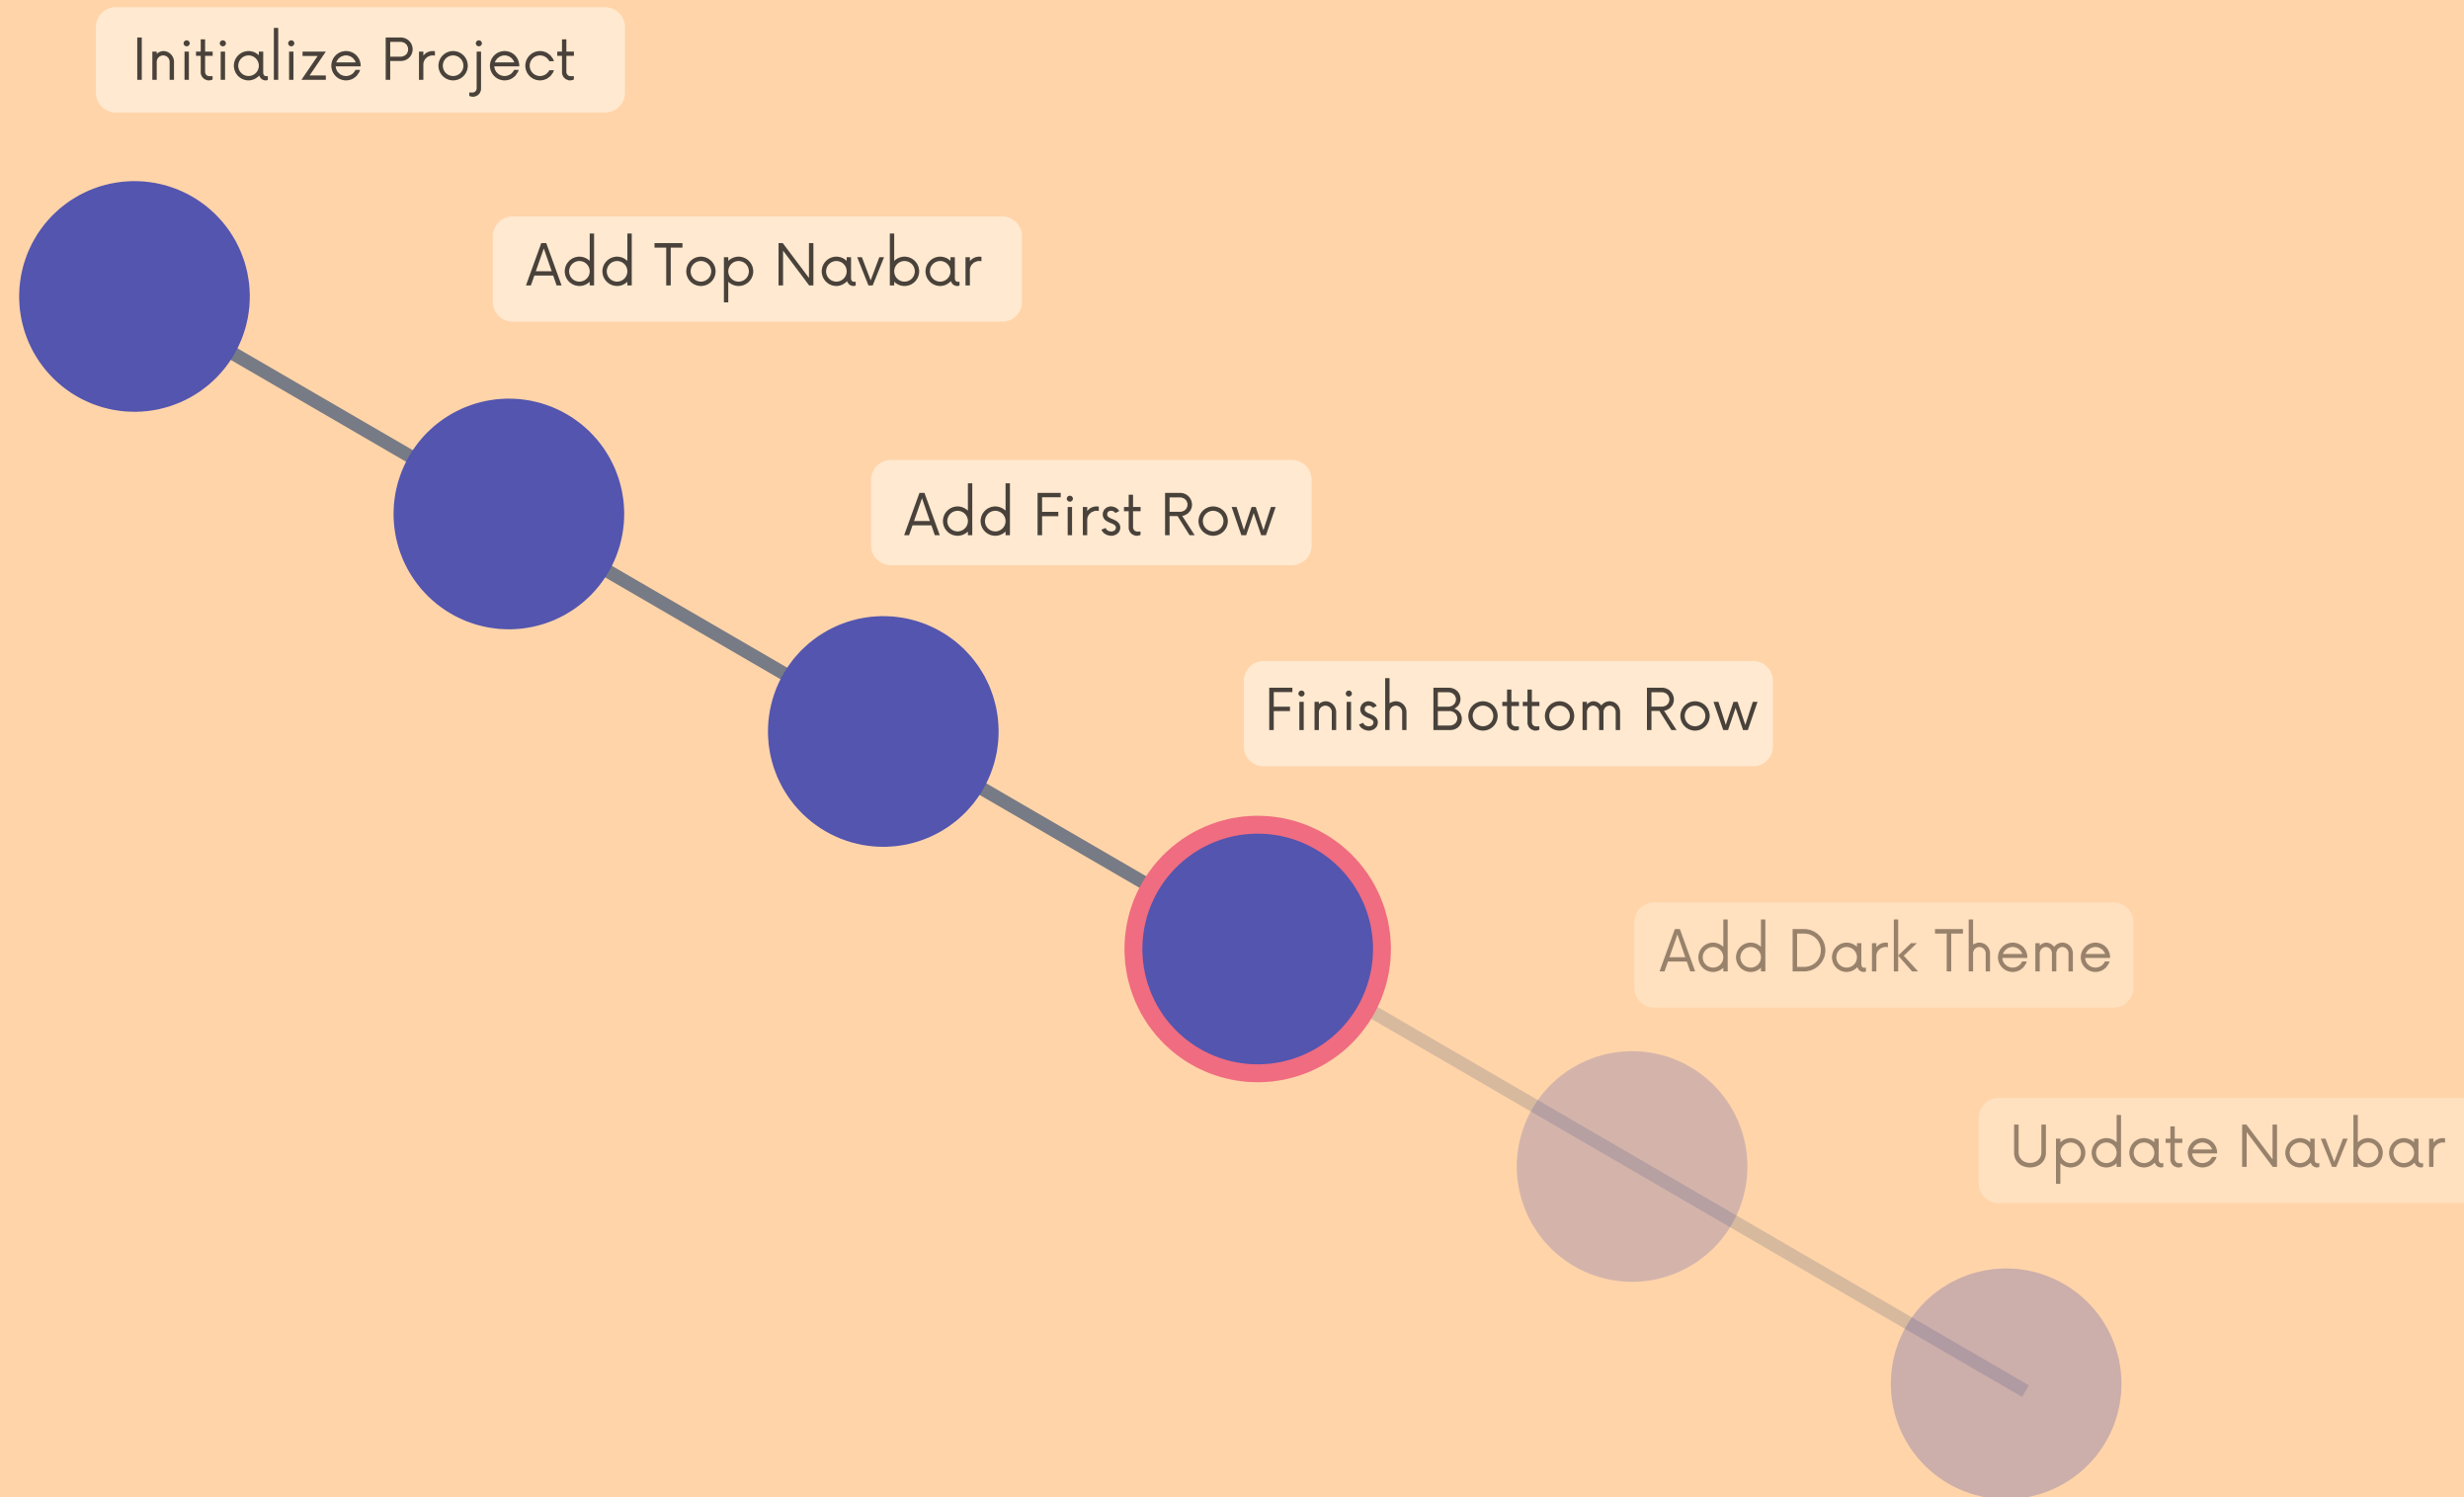 Initialize Project
Add Top Navbar
Add First Row
Finish Bottom Row
Add Dark Theme
Update Navbar